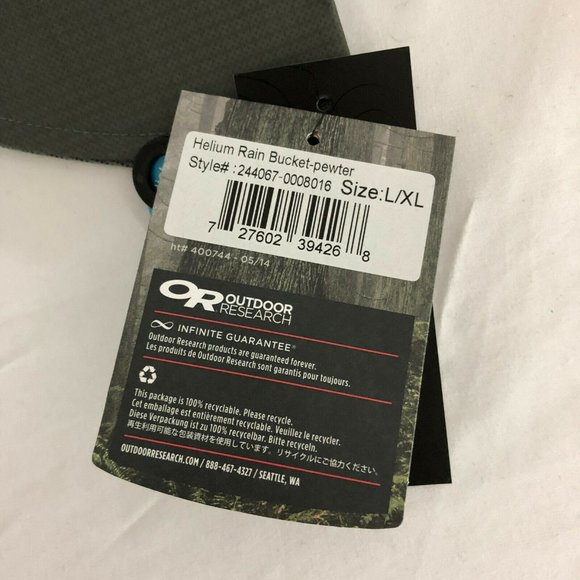 Helium Rain Bucket-pewter
Style# : 244067-0008016 Size:L/XL
7 27602 39426 8
ht# 400744 - 05/14
OR OUTDOOR RESEARCH
INFINITE GUARANTEE®
Outdoor Research products are guaranteed forever.
Les produits de Outdoor Research sont garantis pour toujours.
This package is 100% recyclable. Please recycle.
Cet emballage est entièrement recyclable. Veuillez le recycler.
Diese Verpackung ist zu 100% recycelbar. Bitte recyceln.
再生利用可能な包装資材を使用しています。リサイクルにご協力ください。
OUTDOORRESEARCH.COM / 888-467-4327 / SEATTLE, WA